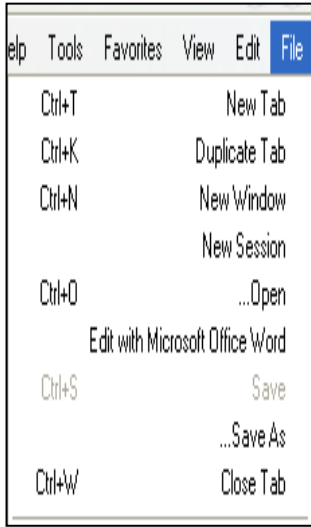 elp Tools Favorites View Edit File
Ctrl+T New Tab
Ctrl+K Duplicate Tab
Ctrl+N New Window
New Session
Ctrl+O ...Open
Edit with Microsoft Office Word
Ctrl+S Save
...Save As
Ctrl+W Close Tab